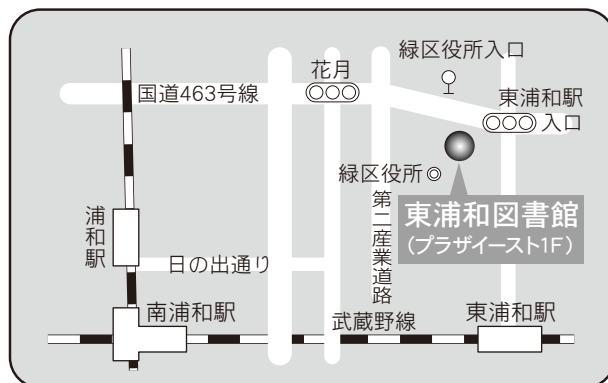 緑区役所入口
花月
国道463号線
東浦和駅
入口
緑区役所
東浦和図書館
(プラザイースト1F)
第二産業道路
浦和駅
日の出通り
南浦和駅
武蔵野線
東浦和駅